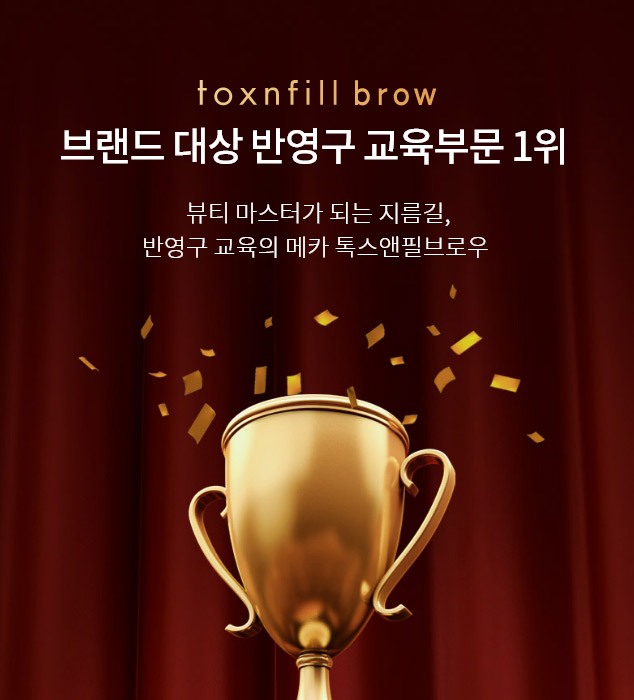 toxnfill brow
브랜드 대상 반영구 교육부문 1위
뷰티 마스터가 되는 지름길,
반영구 교육의 메카 톡스앤필브로우